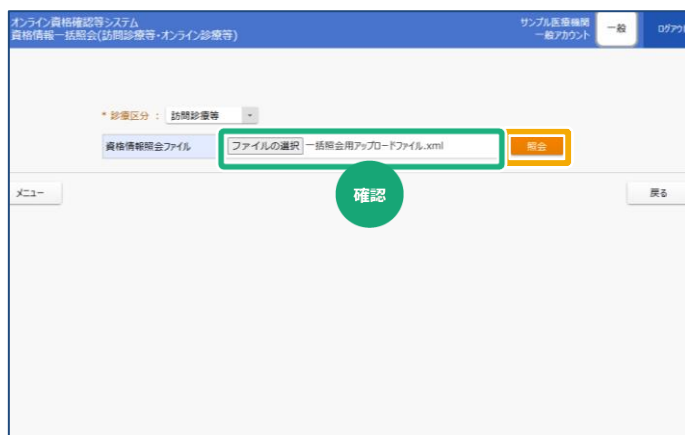 オンライン資格確認等システム
資格情報一括照会(訪問診療等・オンライン診療等)
サンプル医療機関
一般アカウント
一般
ログアウト
* 診療区分 : 訪問診療等
資格情報照会ファイル ファイルの選択 一括照会用アップロードファイル.xml 照会
確認
メニュー
戻る